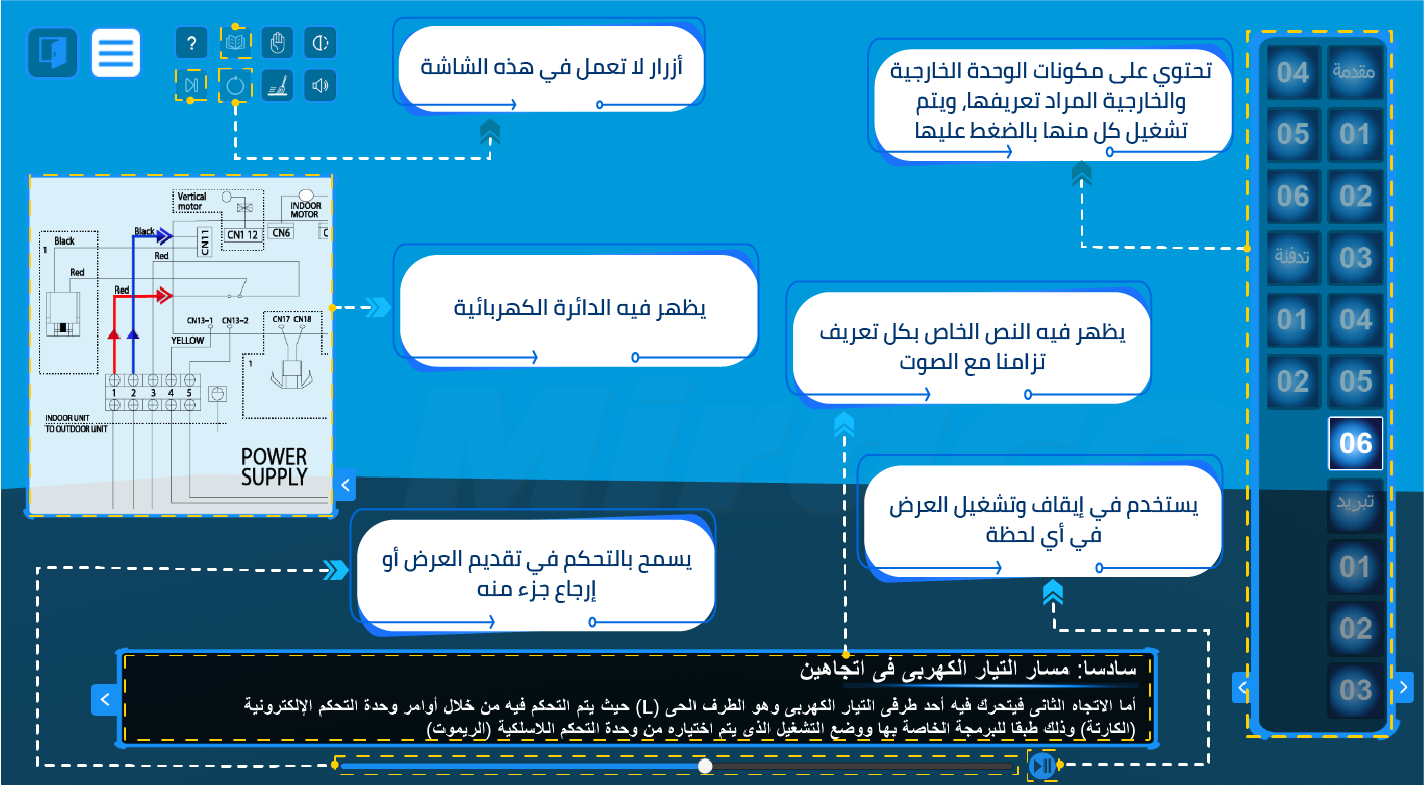 ?
أزرار لا تعمل في هذه الشاشة
تحتوي على مكونات الوحدة الخارجية
والخارجية المراد تعريفها، ويتم
تشغيل كل منها بالضغط عليها
مقدمة
04
01
05
02
06
03
تدفئة
04
01
05
02
06
تبريد
01
02
03
Vertical
motor
INDOOR
MOTOR
CN11
CN1 12
CN6
C
Black
Black
1
Red
Red
Red
CN13-1
CN13-2
CN17
CN18
YELLOW
1
1 2 3 4 5
INDOOR UNIT
TO OUTDOOR UNIT
POWER
SUPPLY
يظهر فيه الدائرة الكهربائية
يظهر فيه النص الخاص بكل تعريف
تزامنا مع الصوت
يستخدم في إيقاف وتشغيل العرض
في أي لحظة
يسمح بالتحكم في تقديم العرض أو
إرجاع جزء منه
سادسا: مسار التيار الكهربى فى اتجاهين
أما الاتجاه الثانى فيتحرك فيه أحد طرفى التيار الكهربى وهو الطرف الحى (L) حيث يتم التحكم فيه من خلال أوامر وحدة التحكم الإلكترونية
(الكارتة) وذلك طبقا للبرمجة الخاصة بها ووضع التشغيل الذى يتم اختياره من وحدة التحكم اللاسلكية (الريموت)